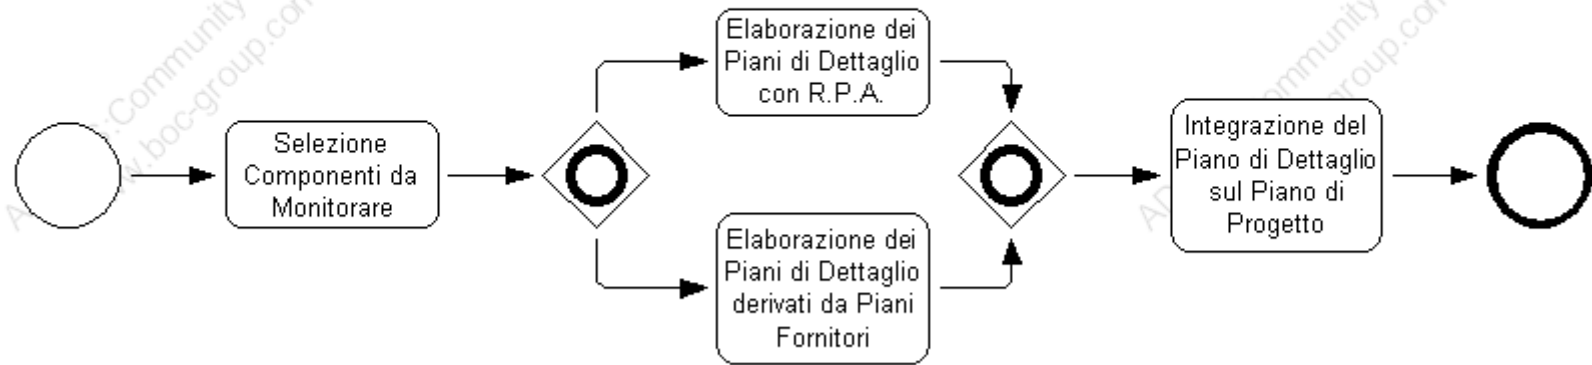 Selezione
Componenti da
Monitorare
Elaborazione dei
Piani di Dettaglio
con R.P.A.
Elaborazione dei
Piani di Dettaglio
derivati da Piani
Fornitori
Integrazione del
Piano di Dettaglio
sul Piano di
Progetto